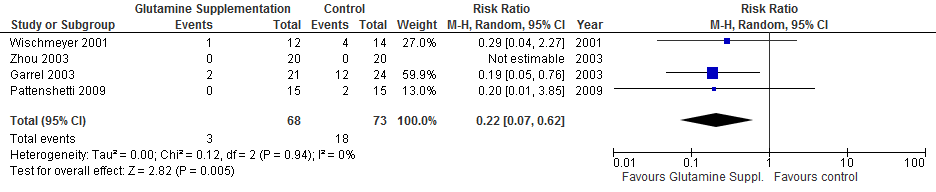 Glutamine Supplementation Control Risk Ratio Risk Ratio
Study or Subgroup Events Total Events Total Weight M-H, Random, 95% CI Year M-H, Random, 95% CI
Wischmeyer 2001 1 12 4 14 27.0% 0.29 [0.04, 2.27] 2001
Zhou 2003 0 20 0 20 Not estimable 2003
Garrel 2003 2 21 12 24 59.9% 0.19 [0.05, 0.76] 2003
Pattenshetti 2009 0 15 2 15 13.0% 0.20 [0.01, 3.85] 2009
Total (95% CI) 68 73 100.0% 0.22 [0.07, 0.62]
Total events 3 18
Heterogeneity: Tau² = 0.00; Chi² = 0.12, df = 2 (P = 0.94); I² = 0%
Test for overall effect: Z = 2.82 (P = 0.005)
0.01 0.1 1 10 100
Favours Glutamine Suppl. Favours control